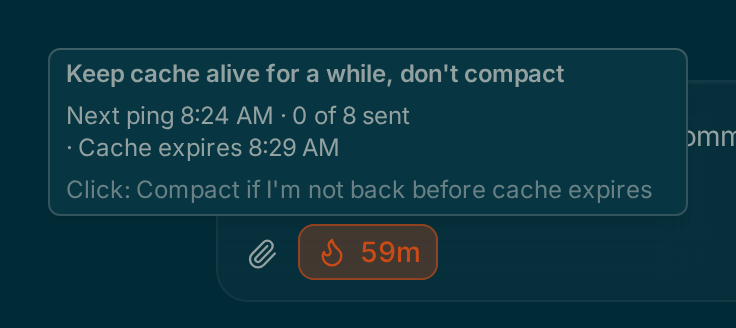 Keep cache alive for a while, don't compact
Next ping 8:24 AM · 0 of 8 sent
· Cache expires 8:29 AM
Click: Compact if I'm not back before cache expires
59m